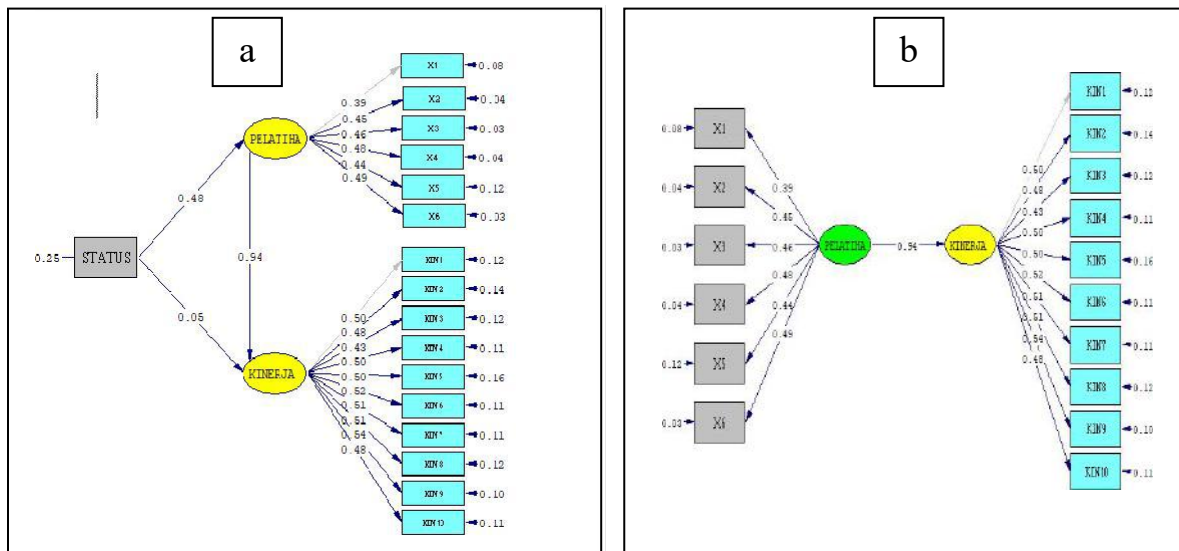 a
X1
0.08
X2
0.04
X3
0.03
X4
0.04
X5
0.12
X6
0.03
0.39
0.45
0.46
0.48
0.44
0.49
PELATIHA
0.48
0.94
0.25
STATUS
0.05
KINERJA
KIN1
0.12
KIN2
0.14
KIN3
0.12
KIN4
0.11
KIN5
0.16
KIN6
0.11
KIN7
0.11
KIN8
0.12
KIN9
0.10
KIN10
0.11
0.50
0.48
0.43
0.50
0.50
0.52
0.51
0.51
0.54
0.48
b
0.08
X1
0.04
X2
0.03
X3
0.04
X4
0.12
X5
0.03
X6
0.39
0.45
0.46
0.48
0.44
0.49
PELATIHA
0.94
KINERJA
0.50
0.48
0.43
0.50
0.50
0.52
0.51
0.51
0.54
0.48
KIN1
0.12
KIN2
0.14
KIN3
0.12
KIN4
0.11
KIN5
0.16
KIN6
0.11
KIN7
0.11
KIN8
0.12
KIN9
0.10
KIN10
0.11